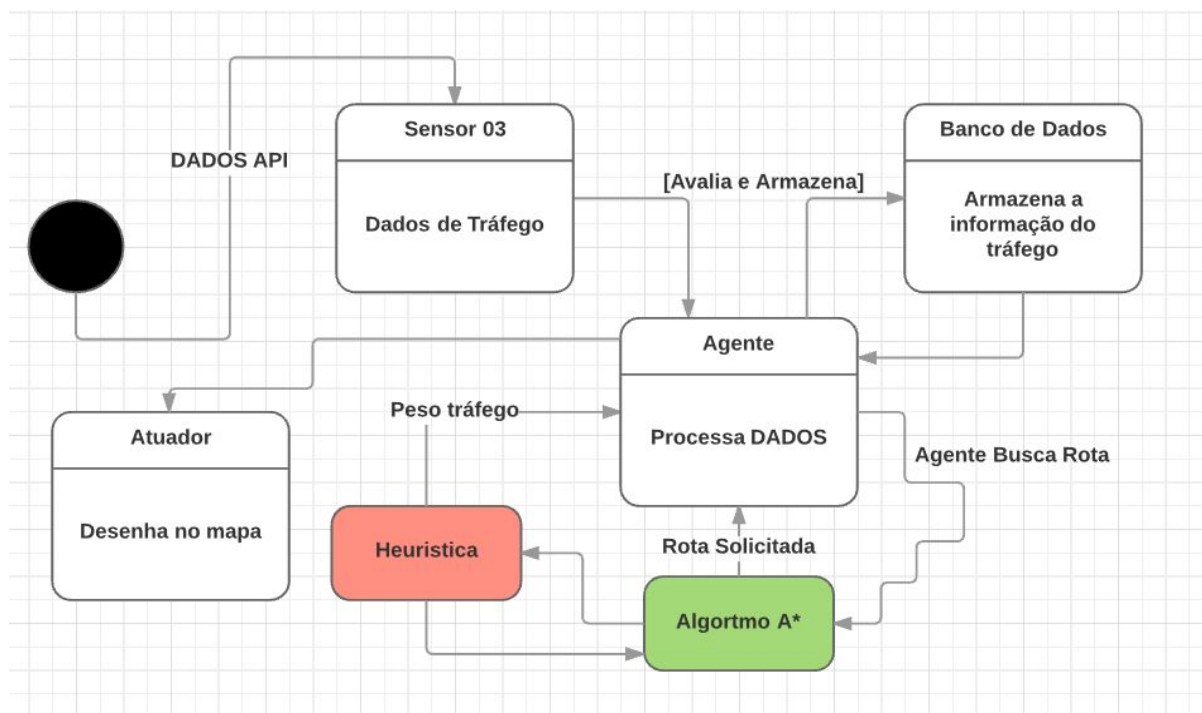 Sensor 03
Banco de Dados
DADOS API
[Avalia e Armazena]
Dados de Tráfego
Armazena a
informação do
tráfego
Agente
Peso tráfego
Atuador
Processa DADOS
Agente Busca Rota
Desenha no mapa
Heuristica
Rota Solicitada
Algortmo A*